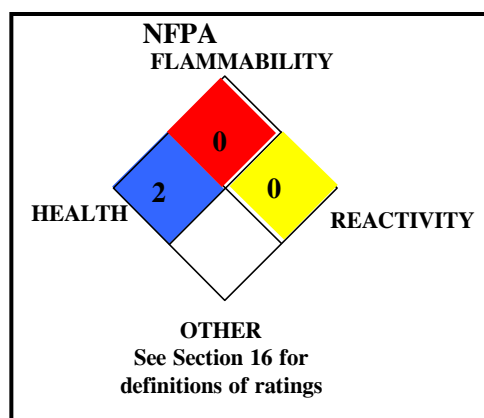 NFPA
FLAMMABILITY
0
2
0
HEALTH
REACTIVITY
OTHER
See Section 16 for
definitions of ratings